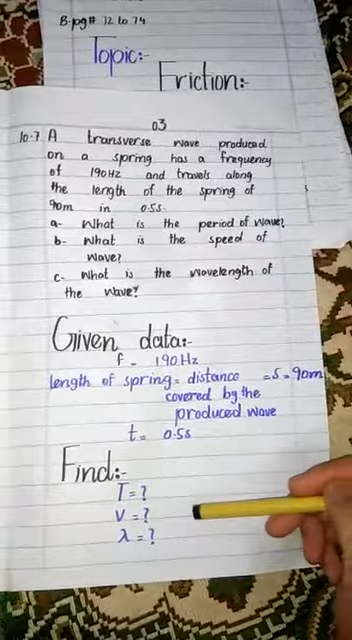 B-pg# 72 to 74
Topic:-
Friction:-
03
10.7 A transverse wave produced
on a spring has a frequency
of 190HZ and travels along
the length of the spring of
90m in 0.5s.
a- What is the period of wave?
b- What is the speed of
wave?
c- What is the wavelength of
the wave?
Given data:-
f = 190Hz
length of spring = distance = S = 90m
covered by the
produced wave
t = 0.5s
Find:-
T = ?
V = ?
λ = ?